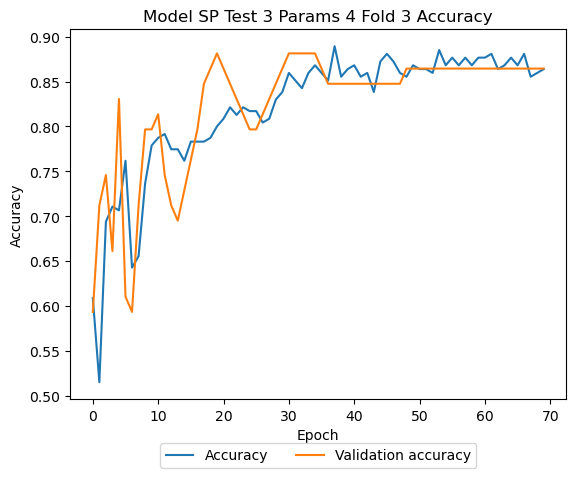 Model SP Test 3 Params 4 Fold 3 Accuracy
0.90
0.85
0.80
0.75
0.70
0.65
0.60
0.55
0.50
Accuracy
0 10 20 30 40 50 60 70
Epoch
Accuracy Validation accuracy